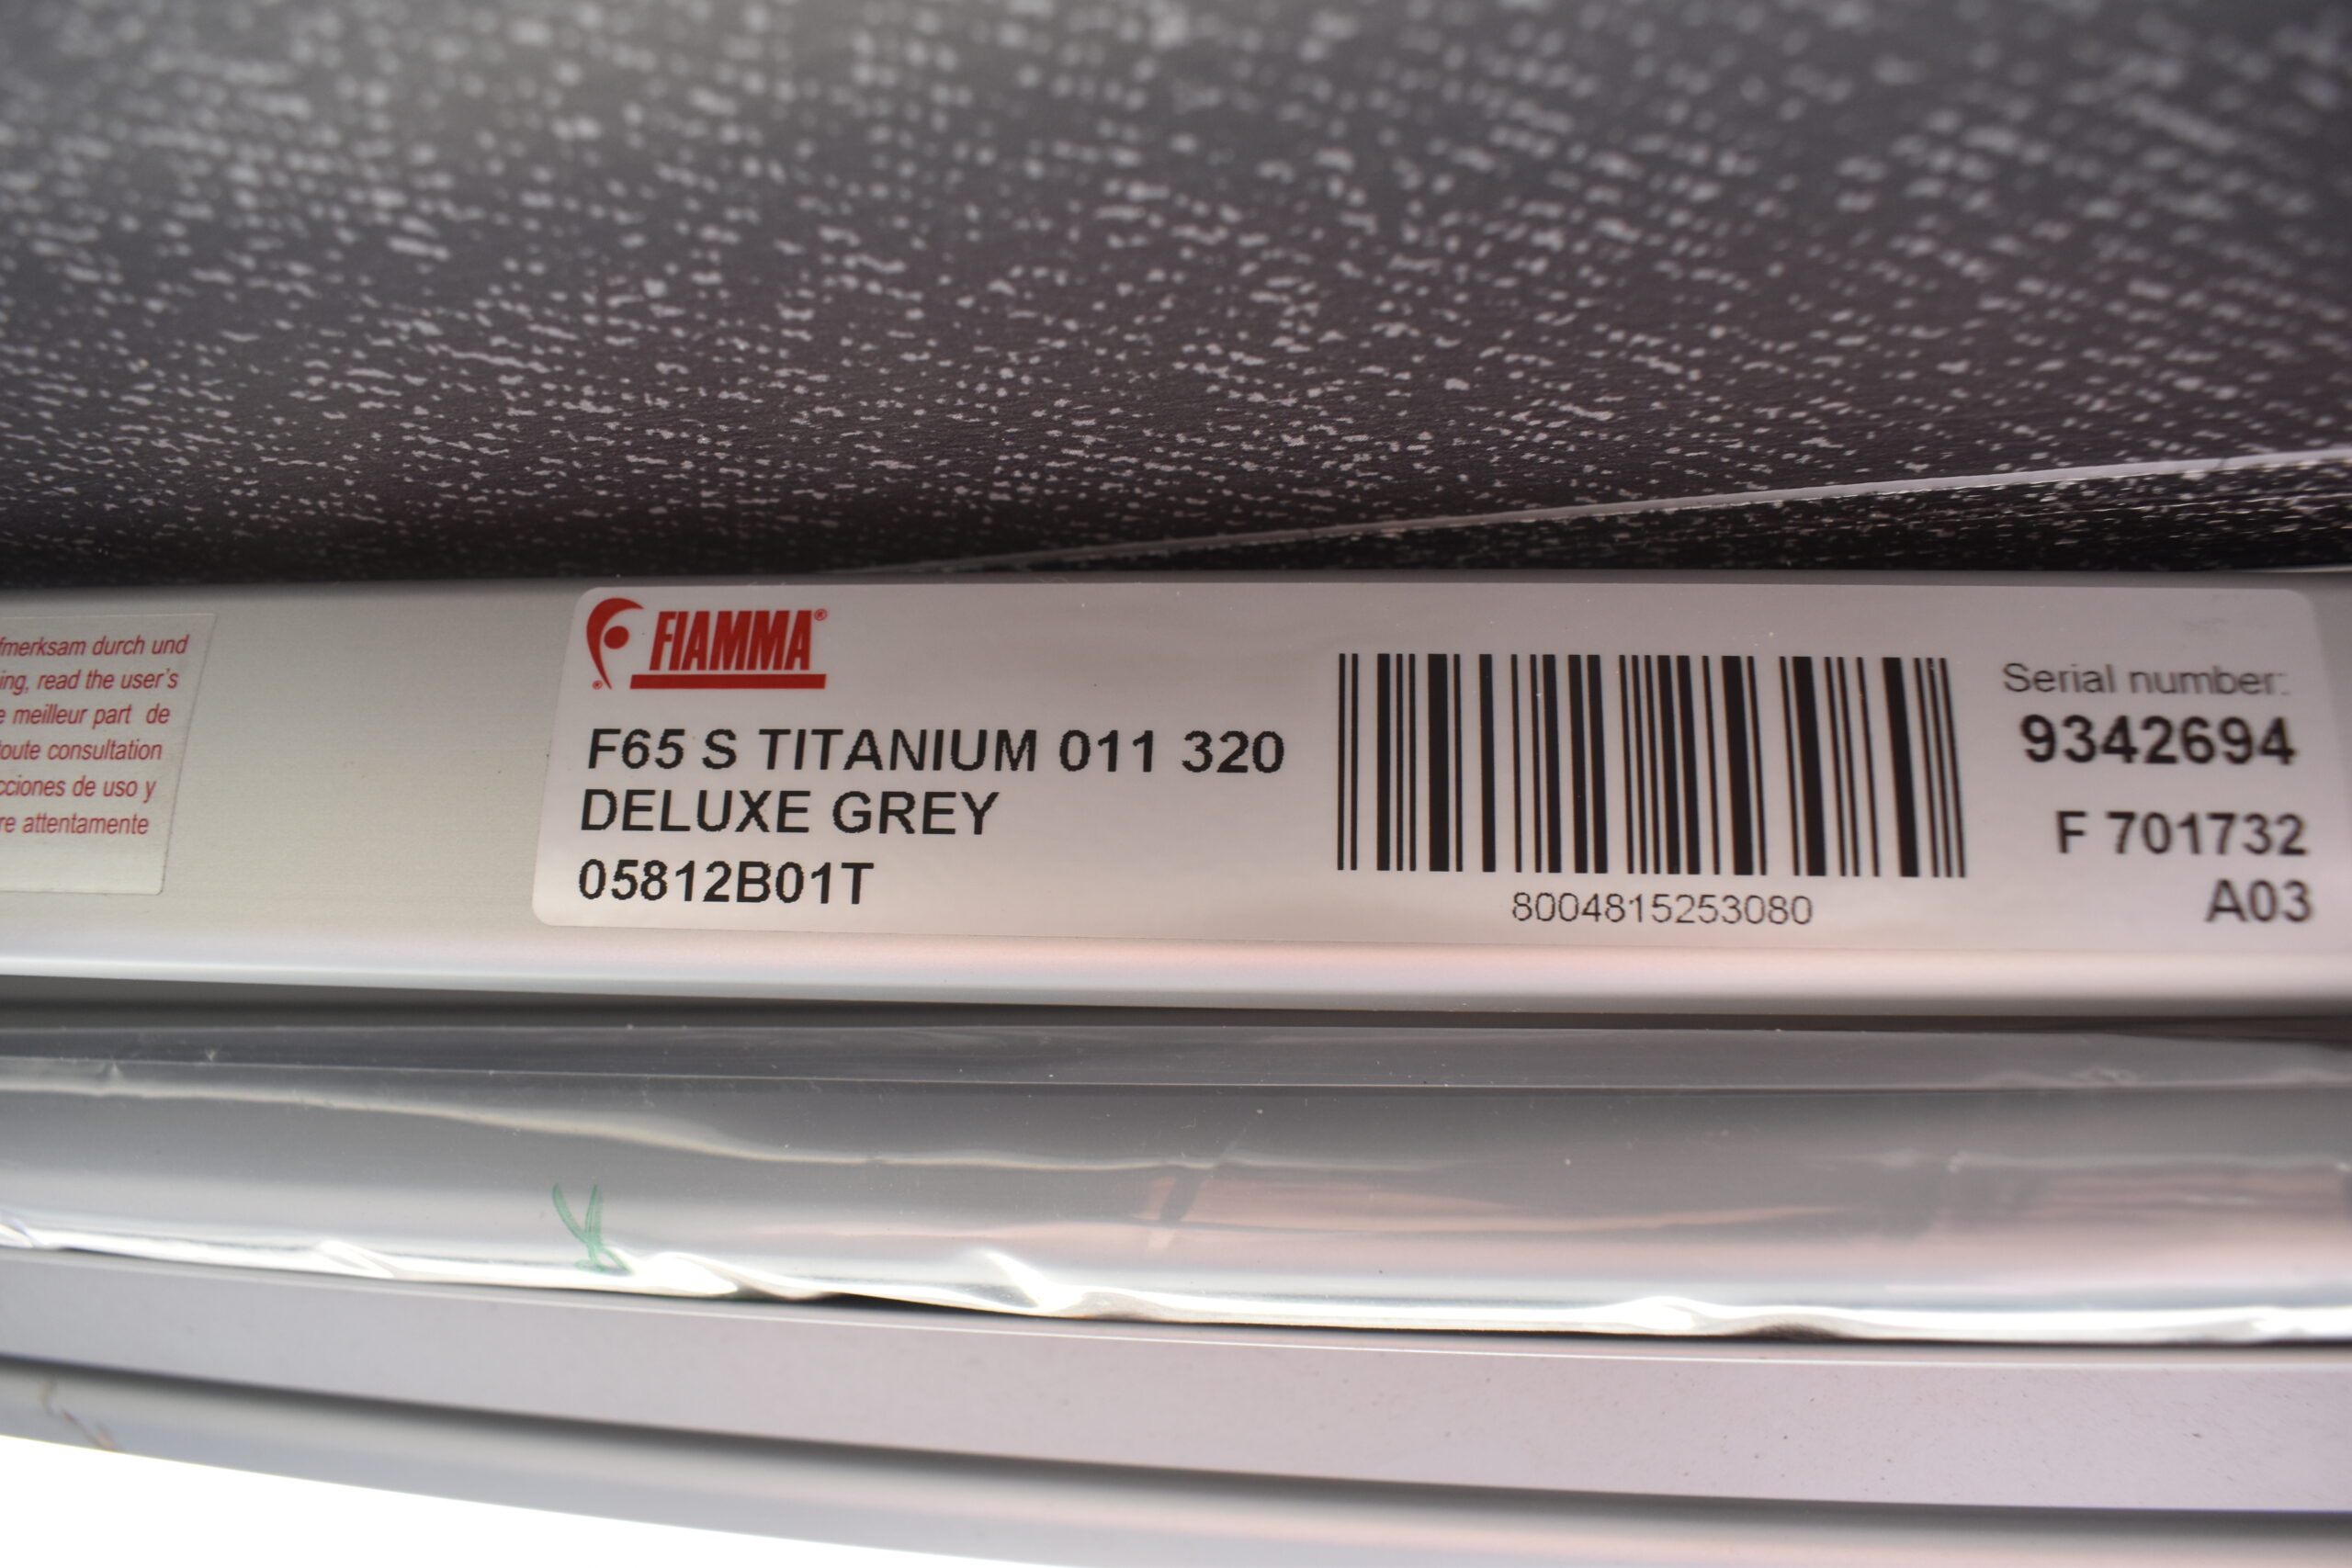 fmerksam durch und
ing, read the user's
e meilleur part de
toute consultation
cciones de uso y
re attentamente
FIAMMA®
F65 S TITANIUM 011 320
DELUXE GREY
05812B01T
8004815253080
Serial number:
9342694
F 701732
A03